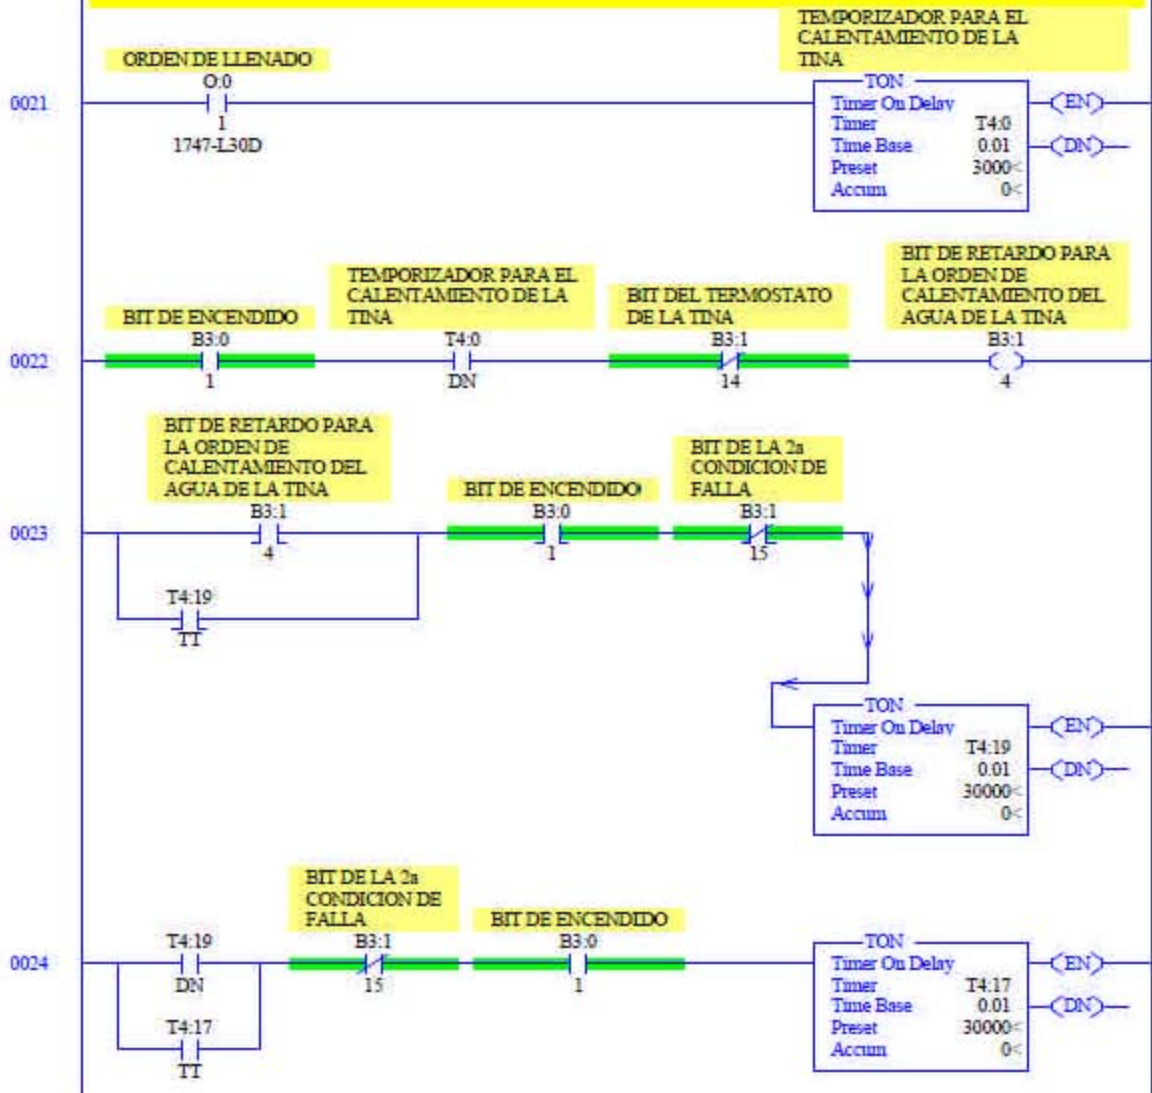 TEMPORIZADOR PARA EL
CALENTAMIENTO DE LA
TINA
ORDEN DE LLENADO
O:0
1
1747-L30D
0021
TON
Timer On Delay
Timer T4:0
Time Base 0.01
Preset 3000<
Accum 0<
EN
DN
BIT DE ENCENDIDO
B3:0
1
TEMPORIZADOR PARA EL
CALENTAMIENTO DE LA
TINA
T4:0
DN
BIT DEL TERMOSTATO
DE LA TINA
B3:1
14
BIT DE RETARDO PARA
LA ORDEN DE
CALENTAMIENTO DEL
AGUA DE LA TINA
B3:1
4
0022
BIT DE RETARDO PARA
LA ORDEN DE
CALENTAMIENTO DEL
AGUA DE LA TINA
B3:1
4
BIT DE ENCENDIDO
B3:0
1
BIT DE LA 2a
CONDICION DE
FALLA
B3:1
15
0023
T4:19
TT
TON
Timer On Delay
Timer T4:19
Time Base 0.01
Preset 30000<
Accum 0<
EN
DN
BIT DE LA 2a
CONDICION DE
FALLA
B3:1
15
BIT DE ENCENDIDO
B3:0
1
0024
T4:19
DN
T4:17
TT
TON
Timer On Delay
Timer T4:17
Time Base 0.01
Preset 30000<
Accum 0<
EN
DN